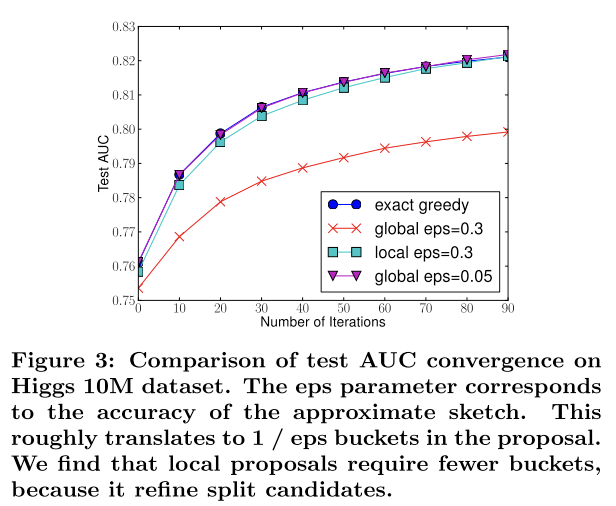 0.83
0.82
0.81
0.80
0.79
0.78
0.77
0.76
0.75
Test AUC
exact greedy
global eps=0.3
local eps=0.3
global eps=0.05
0 10 20 30 40 50 60 70 80 90
Number of Iterations
Figure 3: Comparison of test AUC convergence on
Higgs 10M dataset. The eps parameter corresponds
to the accuracy of the approximate sketch. This
roughly translates to 1 / eps buckets in the proposal.
We find that local proposals require fewer buckets,
because it refine split candidates.